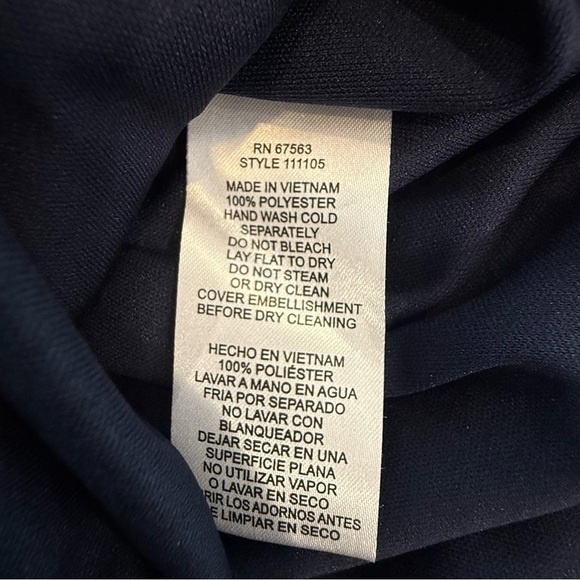 RN 67563
STYLE 111105
MADE IN VIETNAM
100% POLYESTER
HAND WASH COLD
SEPARATELY
DO NOT BLEACH
LAY FLAT TO DRY
DO NOT STEAM
OR DRY CLEAN
COVER EMBELLISHMENT
BEFORE DRY CLEANING
HECHO EN VIETNAM
100% POLIÉSTER
LAVAR A MANO EN AGUA
FRIA POR SEPARADO
NO LAVAR CON
BLANQUEADOR
DEJAR SECAR EN UNA
SUPERFICIE PLANA
NO UTILIZAR VAPOR
O LAVAR EN SECO
LOS ADORNOS ANTES
LIMPIAR EN SECO